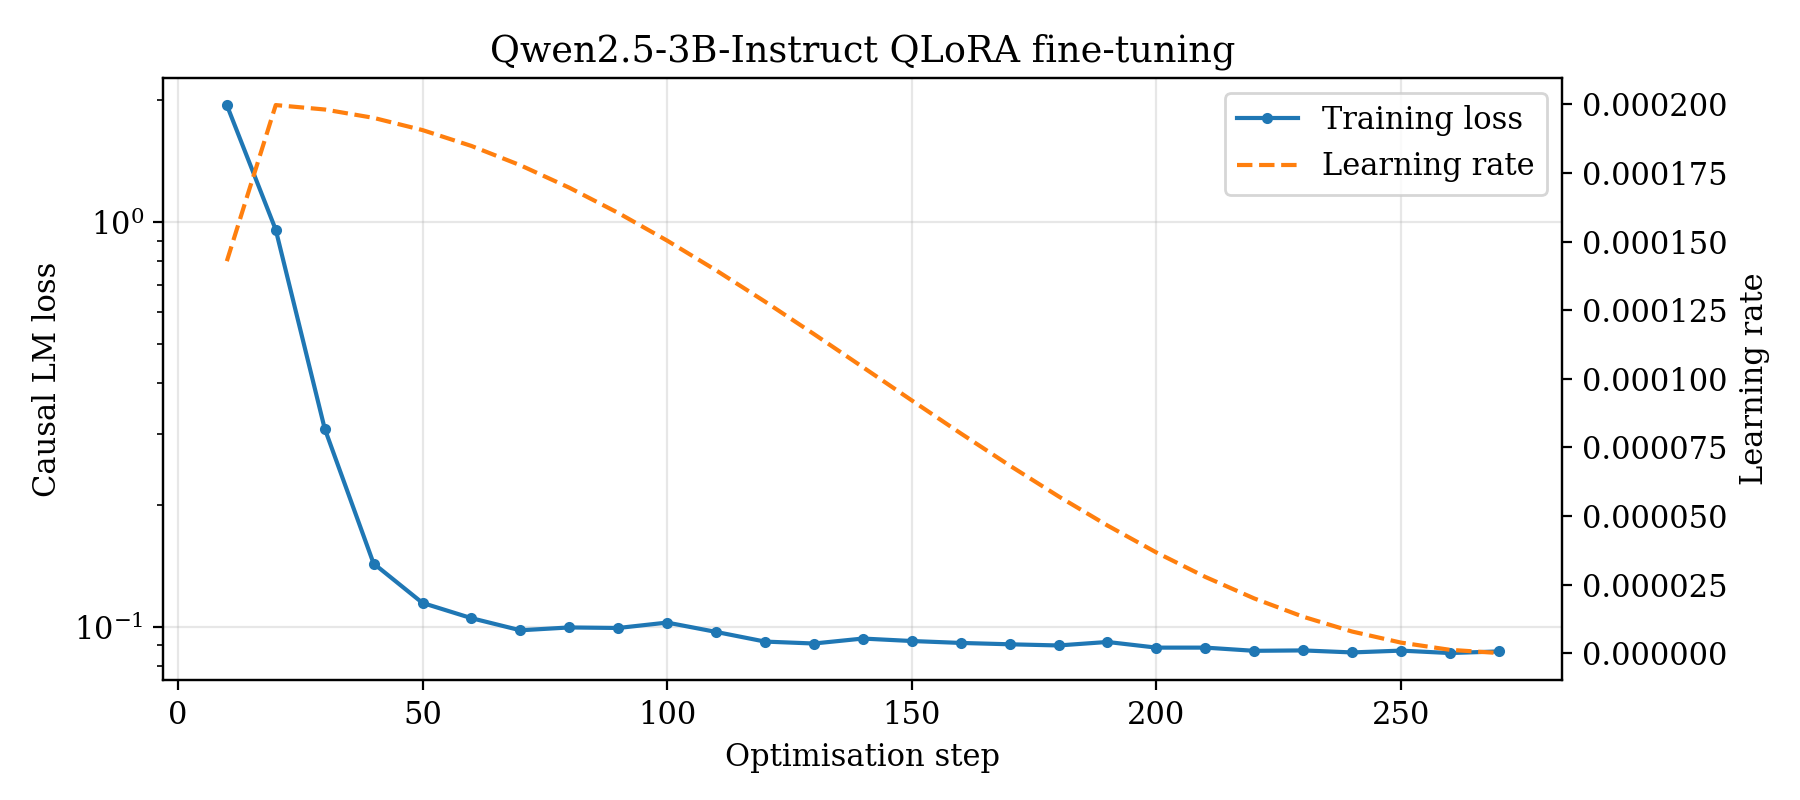 Qwen2.5-3B-Instruct QLoRA fine-tuning
Training loss
Learning rate
Causal LM loss
10⁰
10⁻¹
0.000200
0.000175
0.000150
0.000125
0.000100
0.000075
0.000050
0.000025
0.000000
Learning rate
0 50 100 150 200 250
Optimisation step